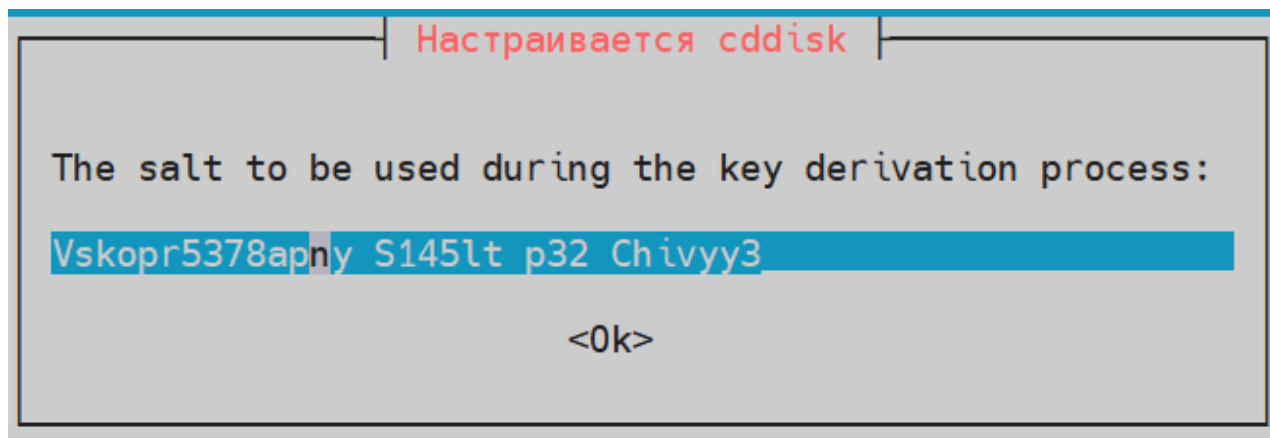 Настраивается cddisk
The salt to be used during the key derivation process:
Vskopr5378apny S145lt p32 Chivyy3
<Ok>